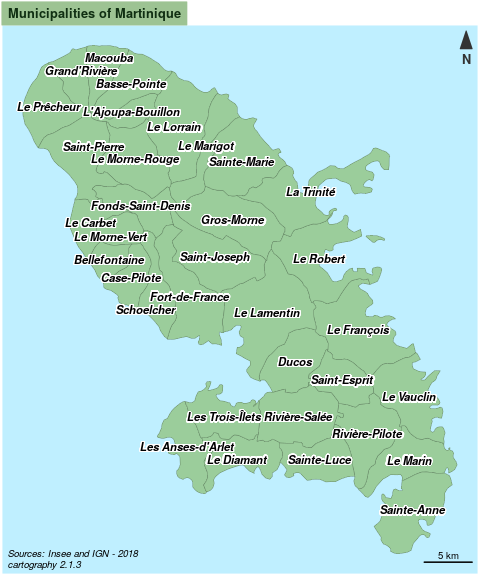 Municipalities of Martinique
N
Macouba
Grand'Rivière
Basse-Pointe
Le Prêcheur
L'Ajoupa-Bouillon
Le Lorrain
Saint-Pierre
Le Marigot
Le Morne-Rouge
Sainte-Marie
La Trinité
Fonds-Saint-Denis
Gros-Morne
Le Carbet
Le Morne-Vert
Bellefontaine
Saint-Joseph
Le Robert
Case-Pilote
Fort-de-France
Schoelcher
Le Lamentin
Le François
Ducos
Saint-Esprit
Le Vauclin
Les Trois-Îlets
Rivière-Salée
Rivière-Pilote
Les Anses-d'Arlet
Le Diamant
Sainte-Luce
Le Marin
Sainte-Anne
Sources: Insee and IGN - 2018
cartography 2.1.3
5 km